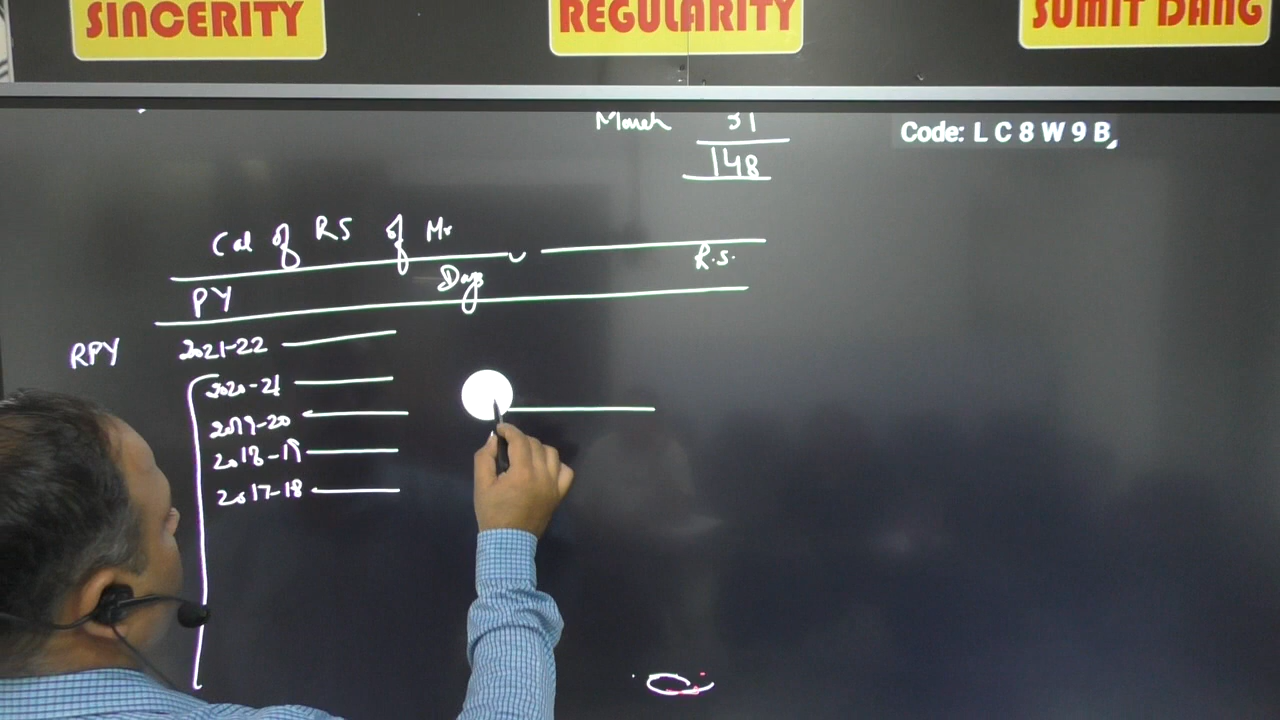 SINCERITY
REGULARITY
SUMIT DANG
March 31
148
Code: L C 8 W 9 B
Cal of RS of Mr
PY Days R.S.
RPY 2021-22
2020-21
2019-20
2018-19
2017-18